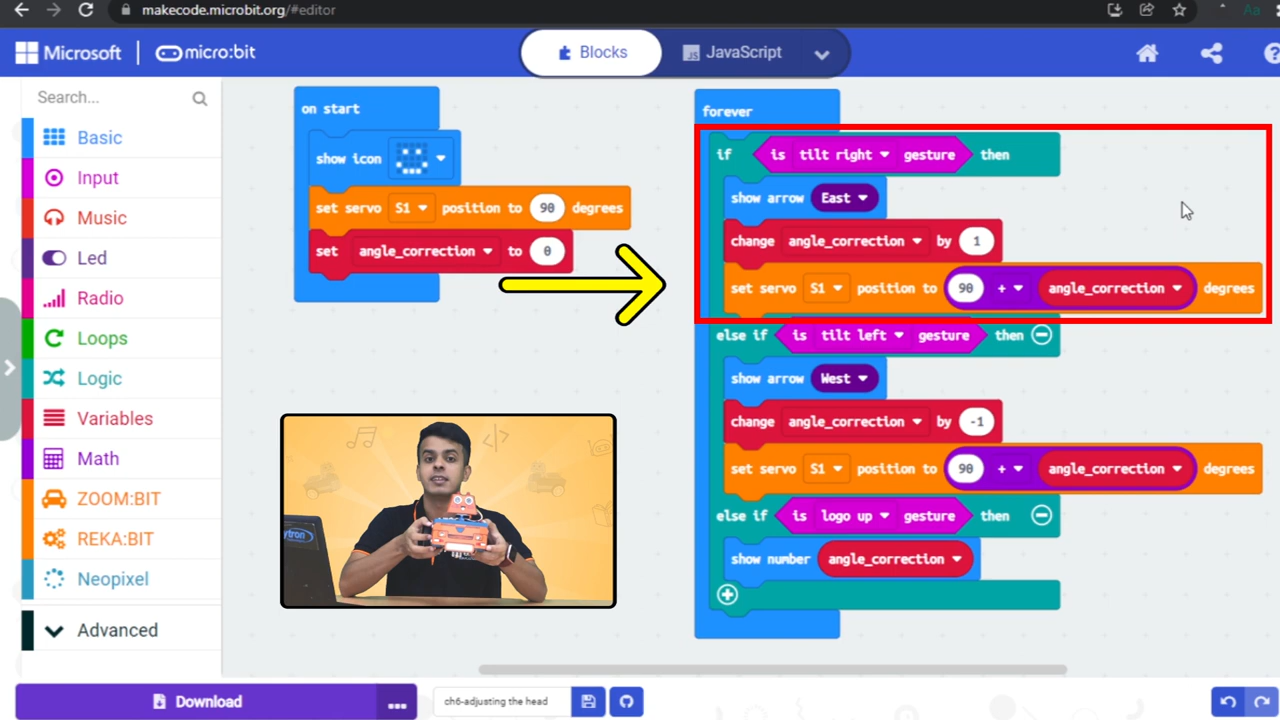 makecode.microbit.org/#editor
Aa
Microsoft
micro:bit
Blocks
JS JavaScript
?
Search...
Basic
Input
Music
Led
Radio
Loops
Logic
Variables
Math
ZOOM:BIT
REKA:BIT
Neopixel
Advanced
on start
show icon
set servo S1 position to 90 degrees
set angle_correction to 0
forever
if is tilt right gesture then
show arrow East
change angle_correction by 1
set servo S1 position to 90 + angle_correction degrees
else if is tilt left gesture then
show arrow West
change angle_correction by -1
set servo S1 position to 90 + angle_correction degrees
else if is logo up gesture then
show number angle_correction
ytron
Download
...
ch6-adjusting the head